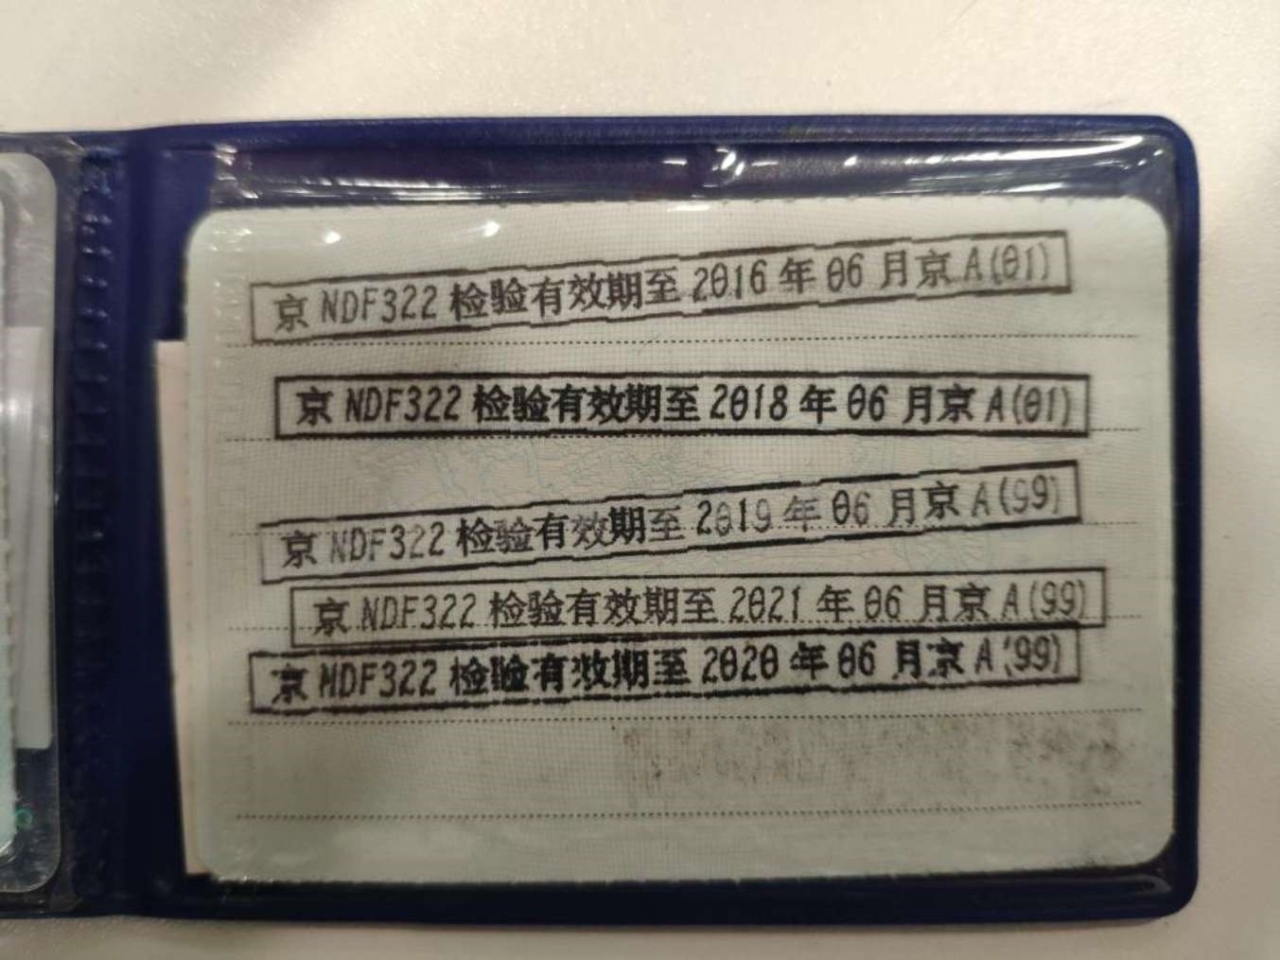 京 NDF322 检验有效期至 2016 年 06 月京 A(01)
京 NDF322 检验有效期至 2018 年 06 月京 A(01)
京 NDF322 检验有效期至 2019 年 06 月京 A(99)
京 NDF322 检验有效期至 2021 年 06 月京 A(99)
京 NDF322 检验有效期至 2020 年 06 月京 A(99)